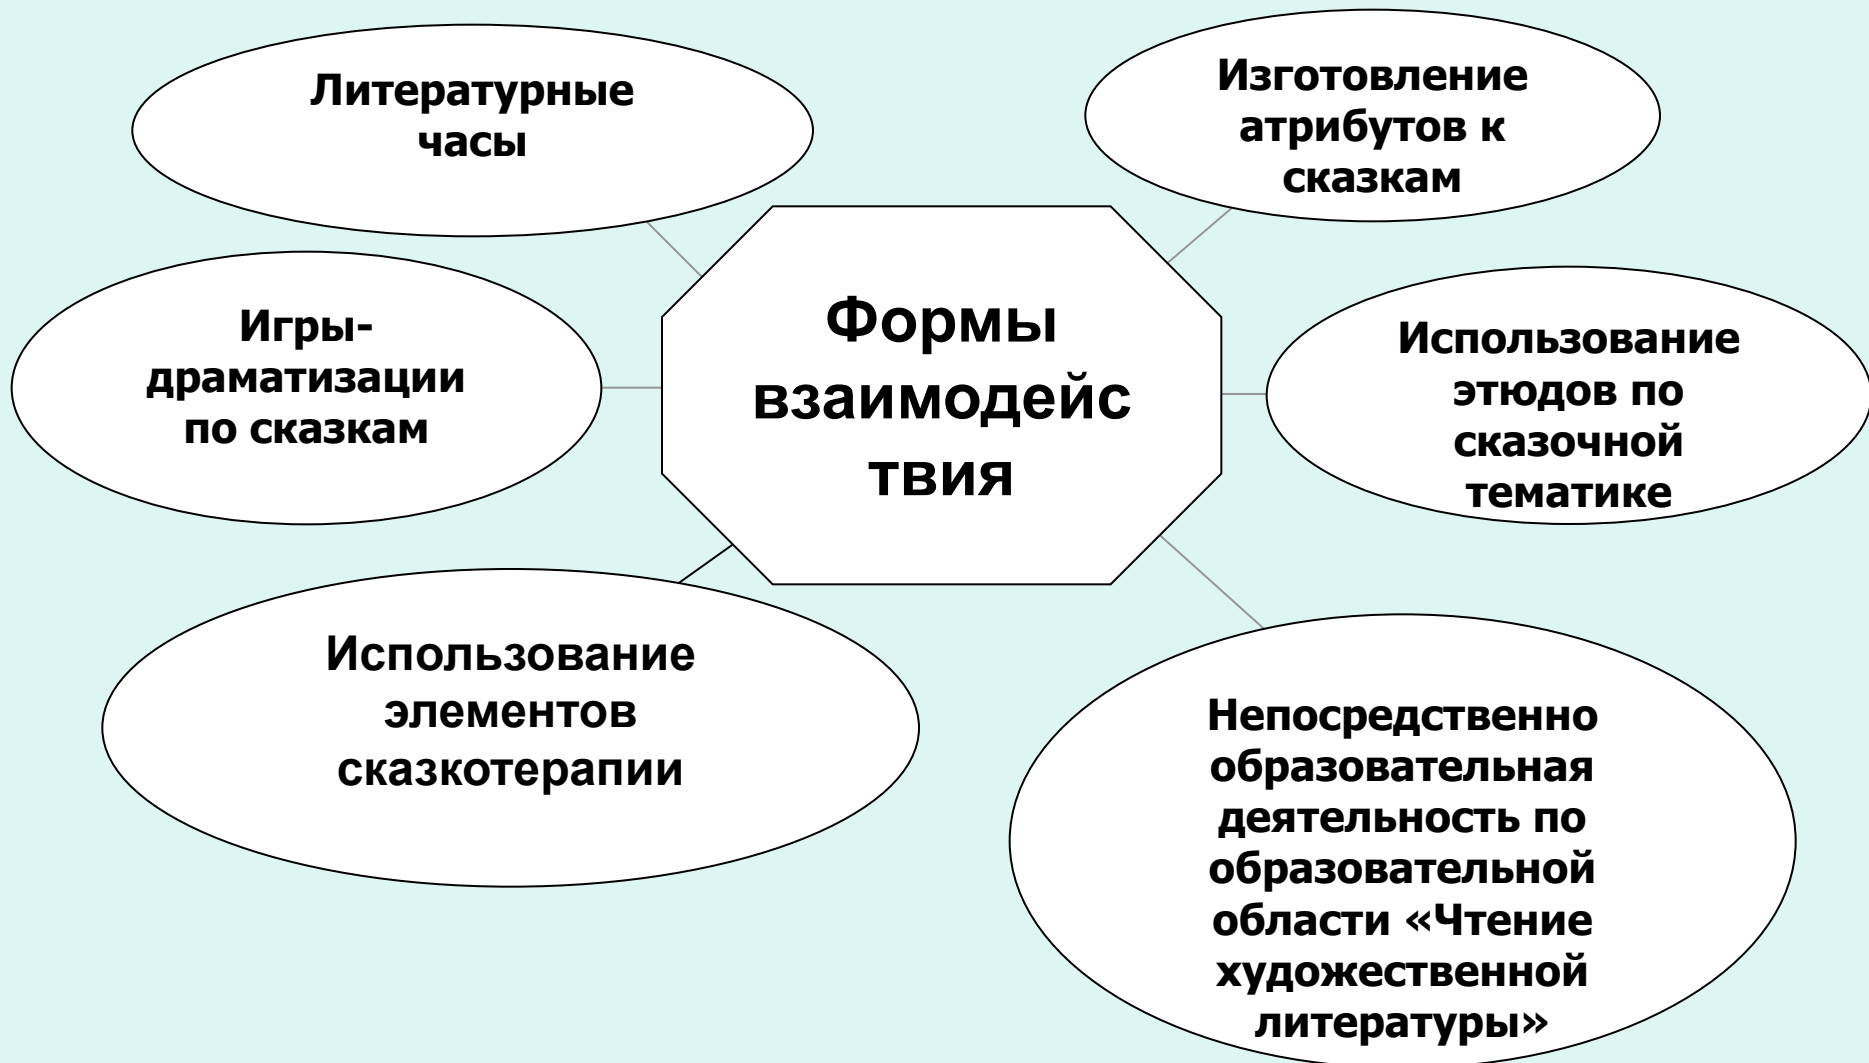 Литературные
часы
Изготовление
атрибутов к
сказкам
Игры-
драматизации
по сказкам
Формы
взаимодейс
твия
Использование
этюдов по
сказочной
тематике
Использование
элементов
сказкотерапии
Непосредственно
образовательная
деятельность по
образовательной
области «Чтение
художественной
литературы»